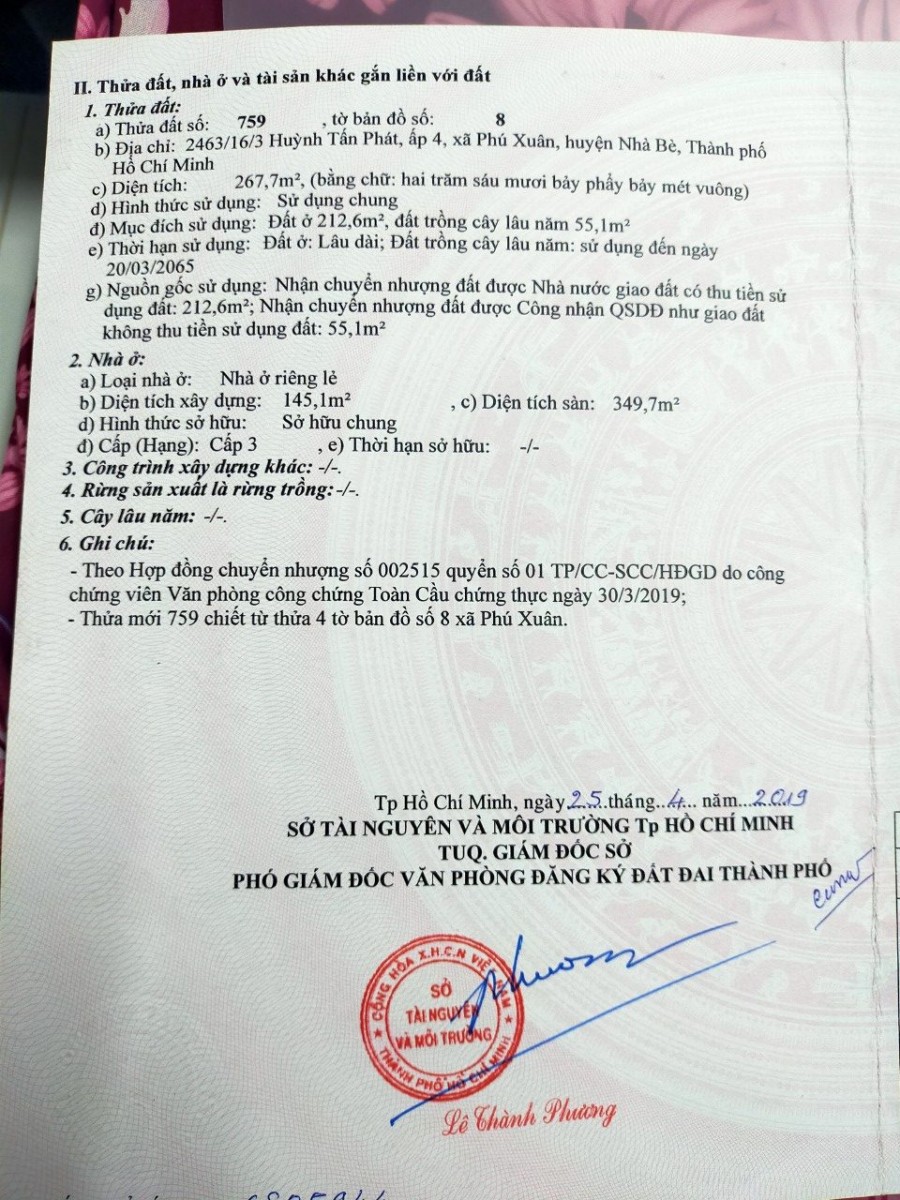 II. Thửa đất, nhà ở và tài sản khác gắn liền với đất
1. Thửa đất:
a) Thửa đất số: 759 , tờ bản đồ số: 8
b) Địa chỉ: 2463/16/3 Huỳnh Tấn Phát, ấp 4, xã Phú Xuân, huyện Nhà Bè, Thành phố
Hồ Chí Minh
c) Diện tích: 267,7m², (bằng chữ: hai trăm sáu mươi bảy phẩy bảy mét vuông)
d) Hình thức sử dụng: Sử dụng chung
đ) Mục đích sử dụng: Đất ở 212,6m², đất trồng cây lâu năm 55,1m²
e) Thời hạn sử dụng: Đất ở: Lâu dài; Đất trồng cây lâu năm: sử dụng đến ngày
20/03/2065
g) Nguồn gốc sử dụng: Nhận chuyển nhượng đất được Nhà nước giao đất có thu tiền sử
dụng đất: 212,6m²; Nhận chuyển nhượng đất được Công nhận QSDĐ như giao đất
không thu tiền sử dụng đất: 55,1m²
2. Nhà ở:
a) Loại nhà ở: Nhà ở riêng lẻ
b) Diện tích xây dựng: 145,1m² , c) Diện tích sàn: 349,7m²
d) Hình thức sở hữu: Sở hữu chung
đ) Cấp (Hạng): Cấp 3 , e) Thời hạn sở hữu: -/-
3. Công trình xây dựng khác: -/-.
4. Rừng sản xuất là rừng trồng: -/-.
5. Cây lâu năm: -/-.
6. Ghi chú:
- Theo Hợp đồng chuyển nhượng số 002515 quyển số 01 TP/CC-SCC/HĐGD do công
chứng viên Văn phòng công chứng Toàn Cầu chứng thực ngày 30/3/2019;
- Thửa mới 759 chiết từ thửa 4 tờ bản đồ số 8 xã Phú Xuân.
Tp Hồ Chí Minh, ngày 25 tháng 4 năm 2019
SỞ TÀI NGUYÊN VÀ MÔI TRƯỜNG Tp HỒ CHÍ MINH
TUQ. GIÁM ĐỐC SỞ
PHÓ GIÁM ĐỐC VĂN PHÒNG ĐĂNG KÝ ĐẤT ĐAI THÀNH PHỐ
CỘNG HÒA X.H.C.N VIỆT NAM
SỞ
TÀI NGUYÊN
VÀ MÔI TRƯỜNG
THÀNH PHỐ HỒ CHÍ MINH
Lê Thành Phương